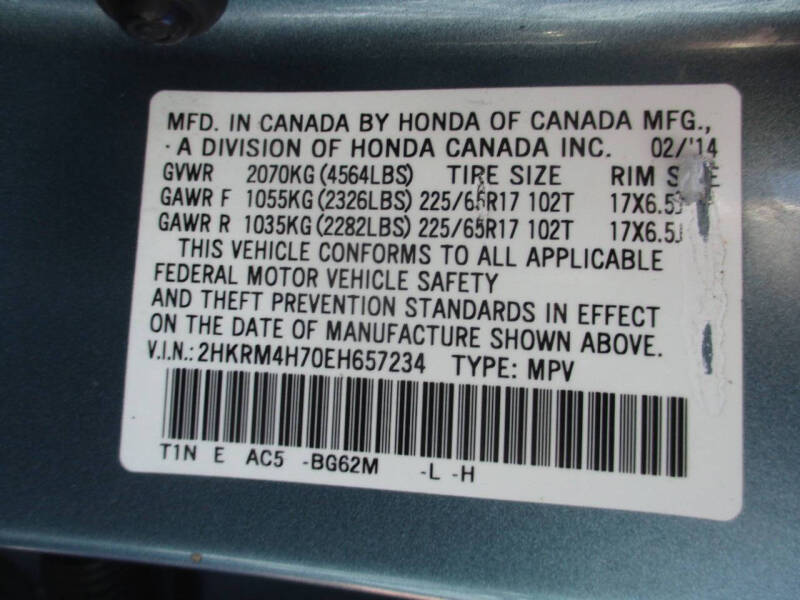 MFD. IN CANADA BY HONDA OF CANADA MFG.,
A DIVISION OF HONDA CANADA INC. 02/14
GVWR 2070KG (4564LBS) TIRE SIZE RIM SIZE
GAWR F 1055KG (2326LBS) 225/65R17 102T 17X6.5J
GAWR R 1035KG (2282LBS) 225/65R17 102T 17X6.5J
THIS VEHICLE CONFORMS TO ALL APPLICABLE
FEDERAL MOTOR VEHICLE SAFETY
AND THEFT PREVENTION STANDARDS IN EFFECT
ON THE DATE OF MANUFACTURE SHOWN ABOVE.
V.I.N.: 2HKRM4H70EH657234 TYPE: MPV
T1N E AC5 -BG62M -L -H